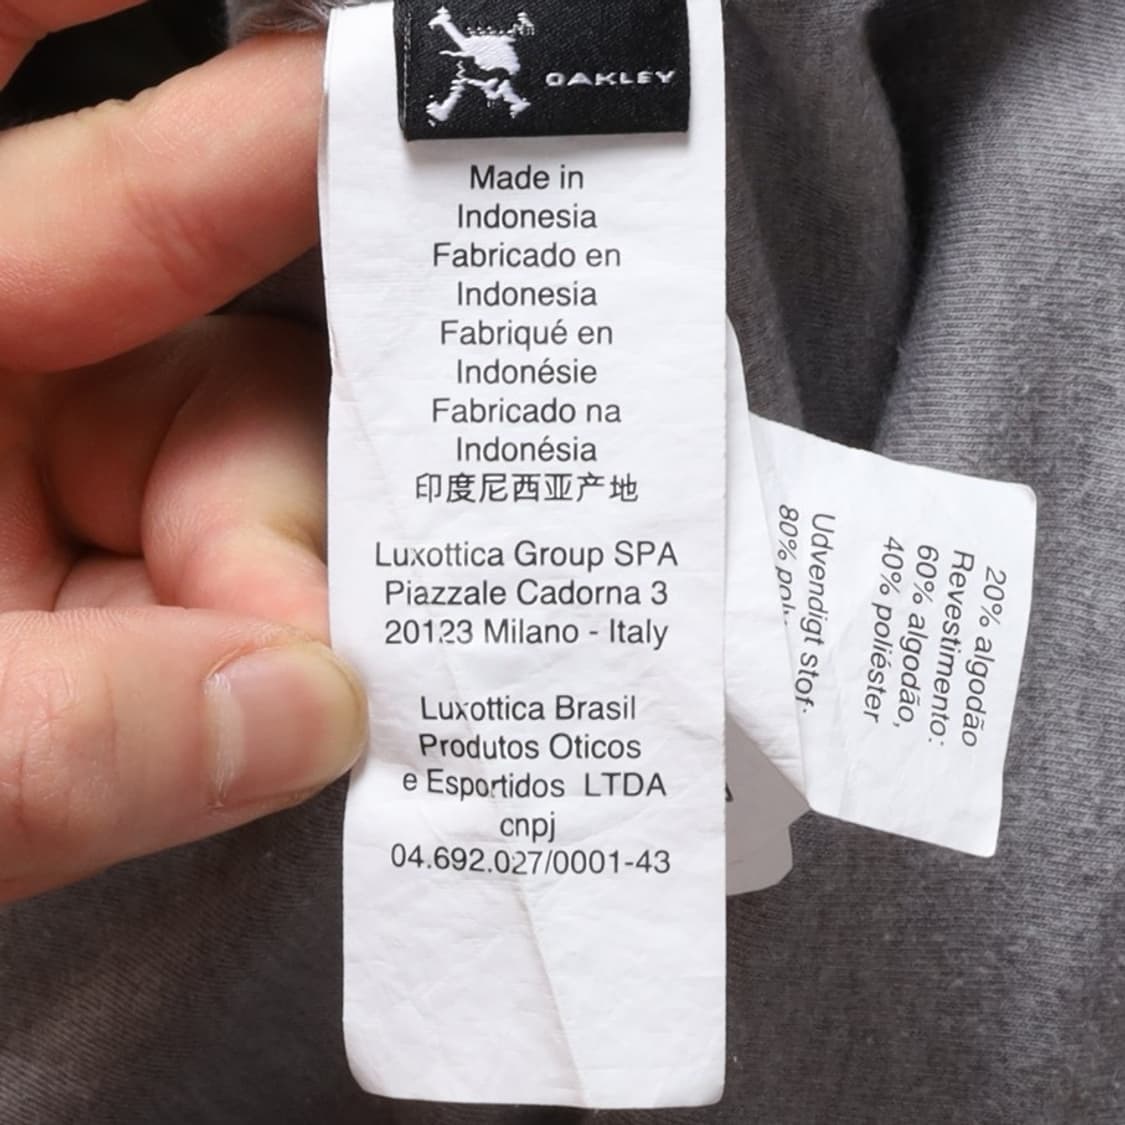 OAKLEY
Made in
Indonesia
Fabricado en
Indonesia
Fabriqué en
Indonésie
Fabricado na
Indonésia
印度尼西亚产地
Luxottica Group SPA
Piazzale Cadorna 3
20123 Milano - Italy
Luxottica Brasil
Produtos Oticos
e Esportidos LTDA
cnpj
04.692.027/0001-43
20% algodão
Revestimento:
60% algodão,
40% poliéster
Udvendigt stof:
80%